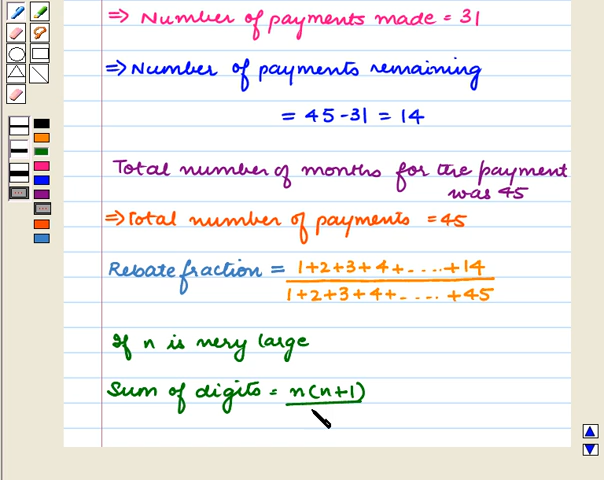 ⇒ Number of payments made = 31
⇒ Number of payments remaining
= 45-31 = 14
Total number of months for the payment
was 45
⇒ Total number of payments = 45
Rebate fraction = 1+2+3+4+.....+14
1+2+3+4+.....+45
If n is very large
Sum of digits = n(n+1)